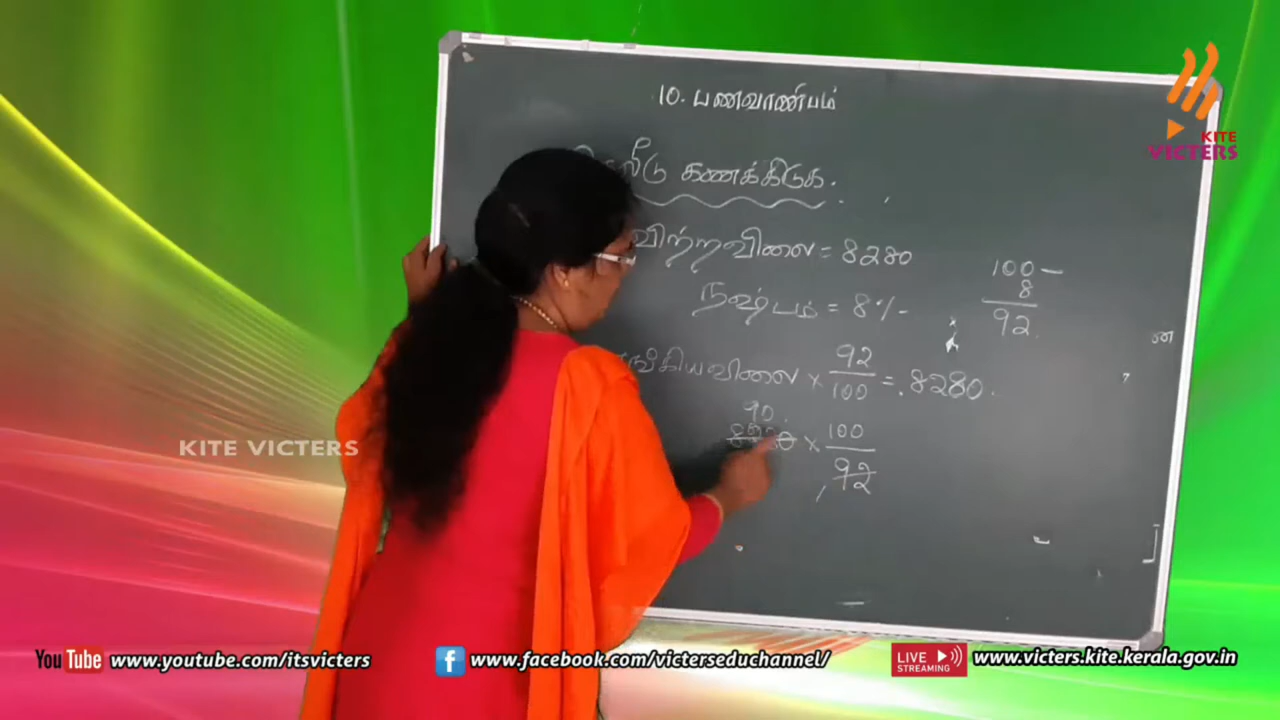 10. பணவாணிபம்
கணக்கிடுக.
விற்றவிலை = 8280
நஷ்டம் = 8%
100 -
8
92
ன
விலை × 92/100 = 8280.
90
8280 × 100/92
KITE VICTERS
KITE VICTERS
YouTube www.youtube.com/itsvicters
f www.facebook.com/victerseduchannel/
LIVE STREAMING www.victers.kite.kerala.gov.in